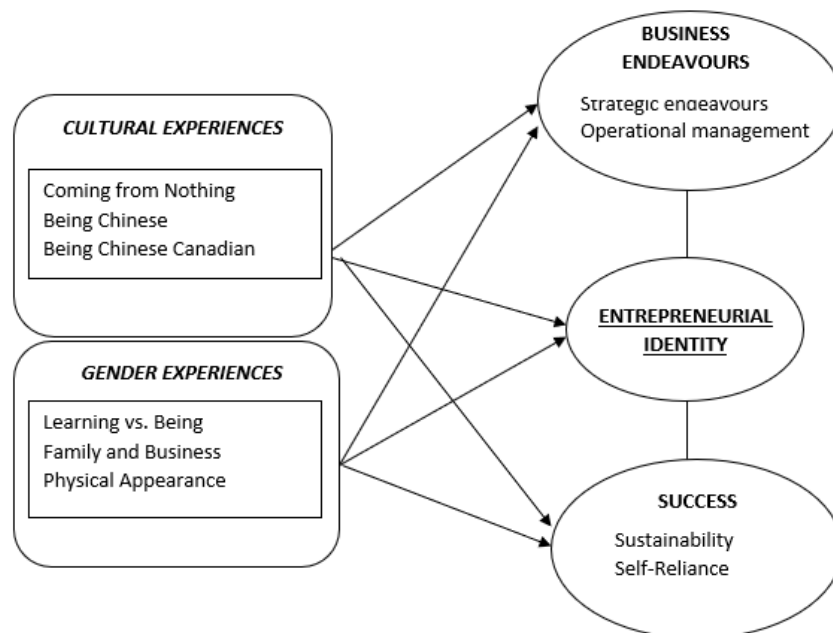 CULTURAL EXPERIENCES
Coming from Nothing
Being Chinese
Being Chinese Canadian
GENDER EXPERIENCES
Learning vs. Being
Family and Business
Physical Appearance
BUSINESS
ENDEAVOURS
Strategic endeavours
Operational management
ENTREPRENEURIAL
IDENTITY
SUCCESS
Sustainability
Self-Reliance